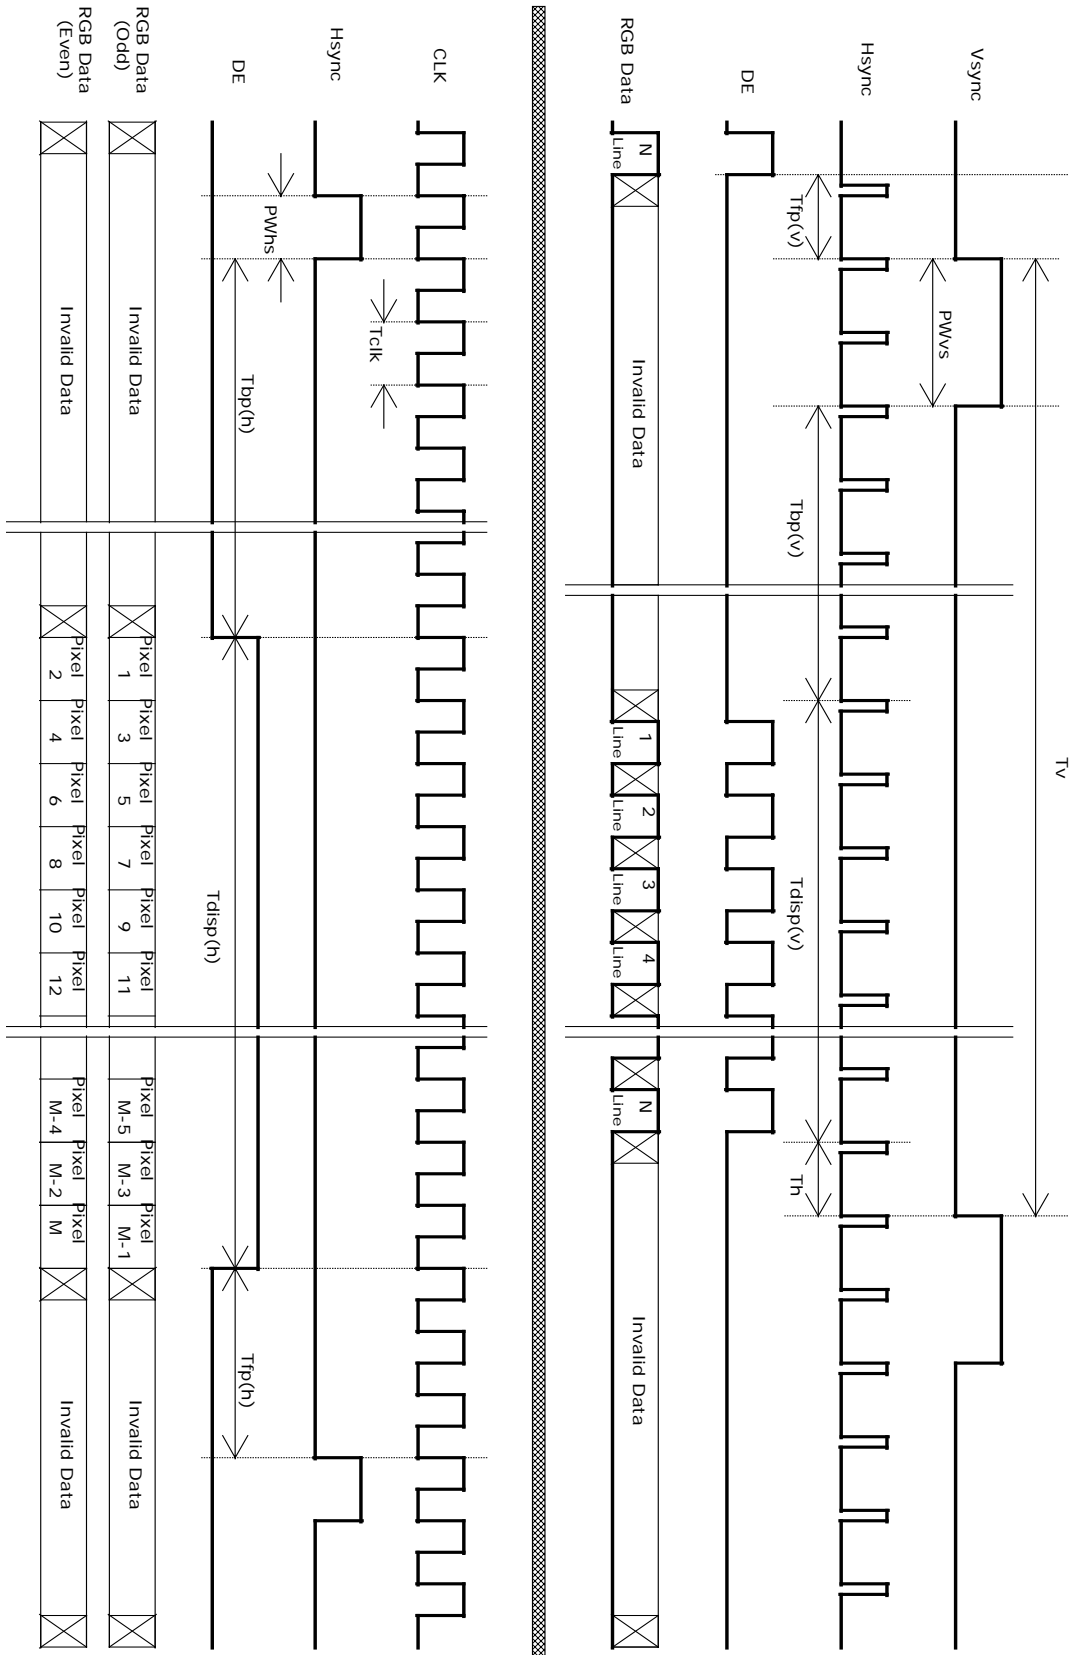 Tv
Vsync
PWvs
Hsync
Tfp(v)
Tbp(v)
Tdisp(v)
Th
DE
RGB Data
N
Line
Invalid Data
1
Line
2
Line
3
Line
4
Line
N
Line
Invalid Data
CLK
Tclk
Hsync
PWhs
DE
Tbp(h)
Tdisp(h)
Tfp(h)
RGB Data
(Odd)
Invalid Data
Pixel
1
Pixel
3
Pixel
5
Pixel
7
Pixel
9
Pixel
11
Pixel
M-5
Pixel
M-3
Pixel
M-1
Invalid Data
RGB Data
(Even)
Invalid Data
Pixel
2
Pixel
4
Pixel
6
Pixel
8
Pixel
10
Pixel
12
Pixel
M-4
Pixel
M-2
Pixel
M
Invalid Data